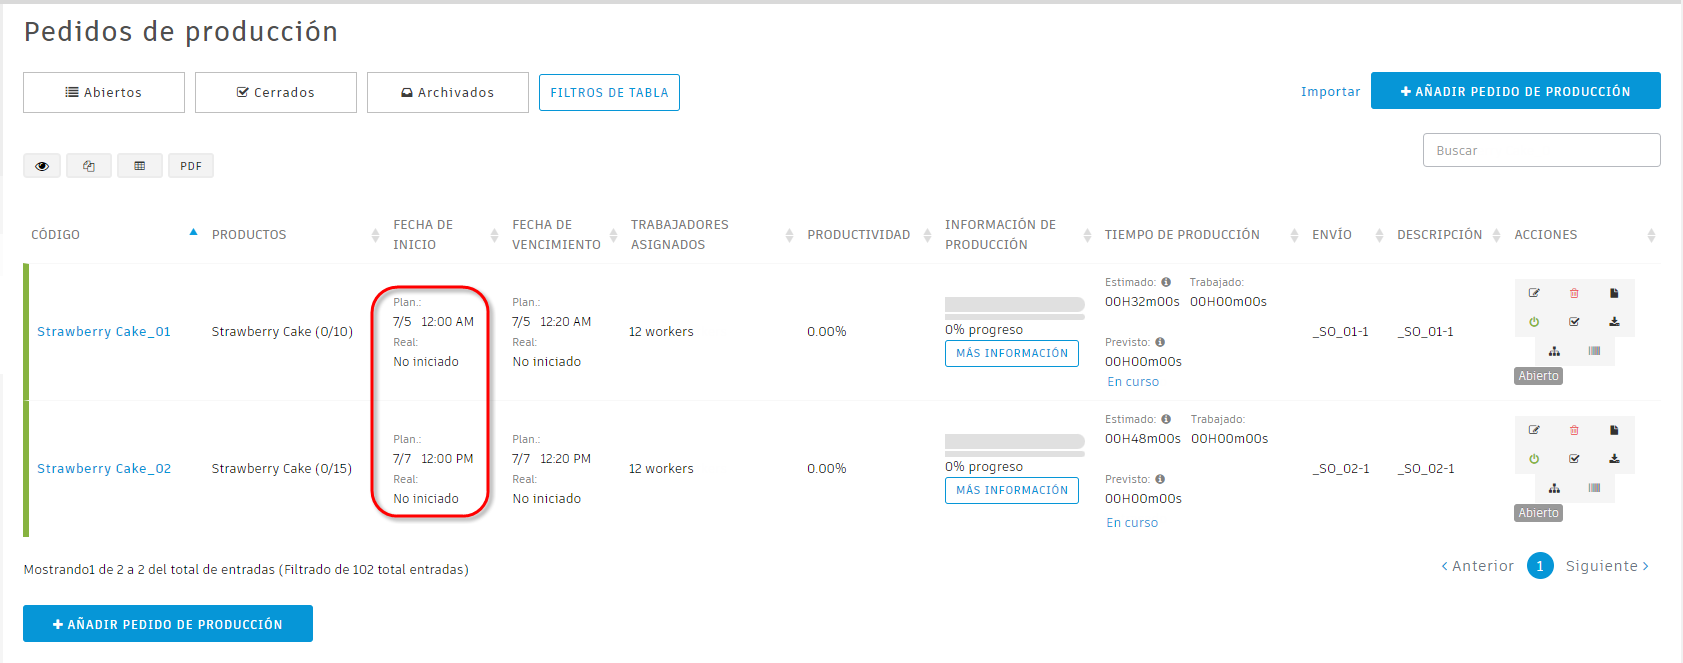 Pedidos de producción
Abiertos
Cerrados
Archivados
FILTROS DE TABLA
Importar
AÑADIR PEDIDO DE PRODUCCIÓN
PDF
Buscar
CÓDIGO
PRODUCTOS
FECHA DE
INICIO
FECHA DE
VENCIMIENTO
TRABAJADORES
ASIGNADOS
PRODUCTIVIDAD
INFORMACIÓN DE
PRODUCCIÓN
TIEMPO DE PRODUCCIÓN
ENVÍO
DESCRIPCIÓN
ACCIONES
Strawberry Cake_01
Strawberry Cake (0/10)
Plan.:
7/5 12:00 AM
Real:
No iniciado
Plan.:
7/5 12:20 AM
Real:
No iniciado
12 workers
0.00%
0% progreso
MÁS INFORMACIÓN
Estimado: Trabajado:
00H32m00s 00H00m00s
Previsto:
00H00m00s
En curso
_SO_01-1
_SO_01-1
Abierto
Strawberry Cake_02
Strawberry Cake (0/15)
Plan.:
7/7 12:00 PM
Real:
No iniciado
Plan.:
7/7 12:20 PM
Real:
No iniciado
12 workers
0.00%
0% progreso
MÁS INFORMACIÓN
Estimado: Trabajado:
00H48m00s 00H00m00s
Previsto:
00H00m00s
En curso
_SO_02-1
_SO_02-1
Abierto
Mostrando1 de 2 a 2 del total de entradas (Filtrado de 102 total entradas)
‹ Anterior 1 Siguiente ›
AÑADIR PEDIDO DE PRODUCCIÓN